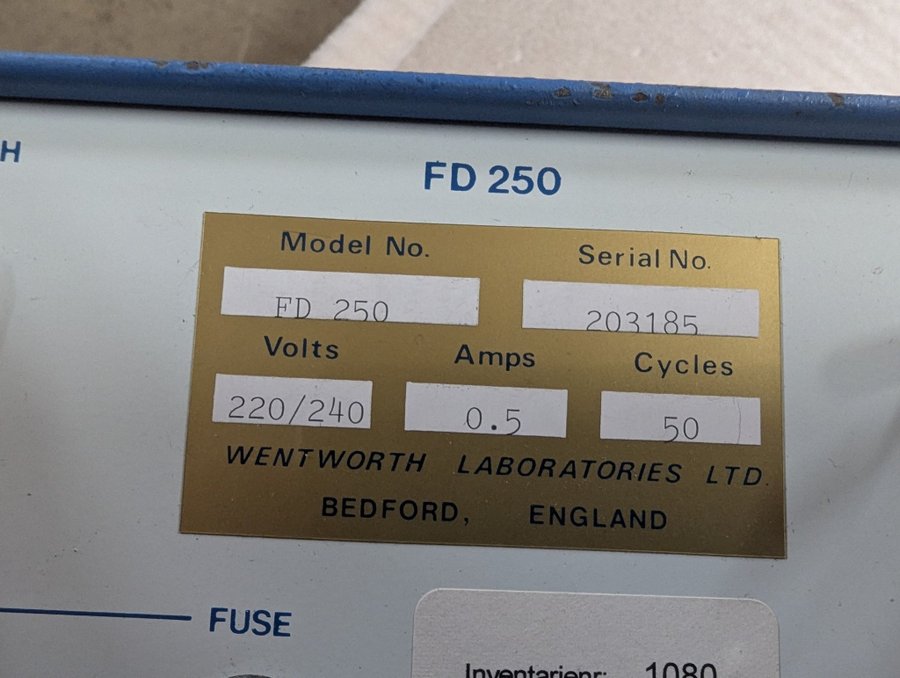 H
FD 250
Model No. Serial No.
FD 250 203185
Volts Amps Cycles
220/240 0.5 50
WENTWORTH LABORATORIES LTD.
BEDFORD, ENGLAND
FUSE
Inventarienr: 1080